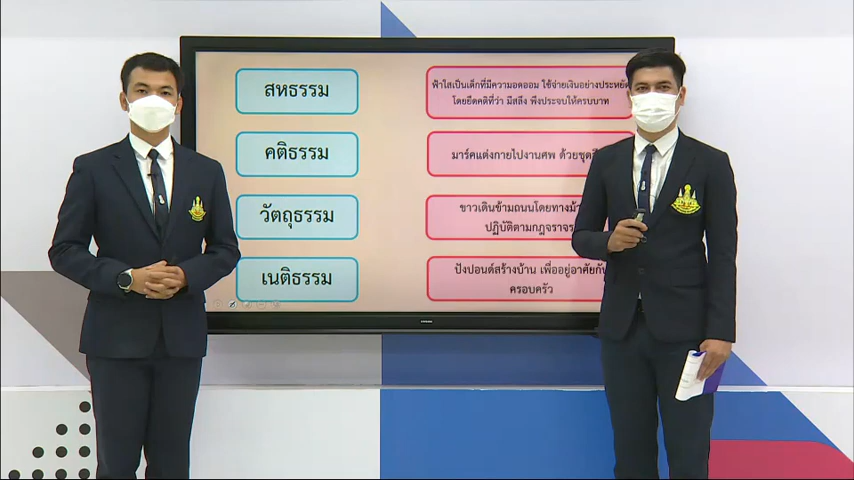 สหธรรม
ฟ้าใสเป็นเด็กที่มีความอดออม ใช้จ่ายเงินอย่างประหยัด
โดยยึดคติที่ว่า มีสลึง พึงประจบให้ครบบาท
คติธรรม
มาร์คแต่งกายไปงานศพ ด้วยชุด
วัตถุธรรม
ขาวเดินข้ามถนนโดยทางม้า
ปฏิบัติตามกฎจราจร
เนติธรรม
ปังปอนด์สร้างบ้าน เพื่ออยู่อาศัยกับ
ครอบครัว